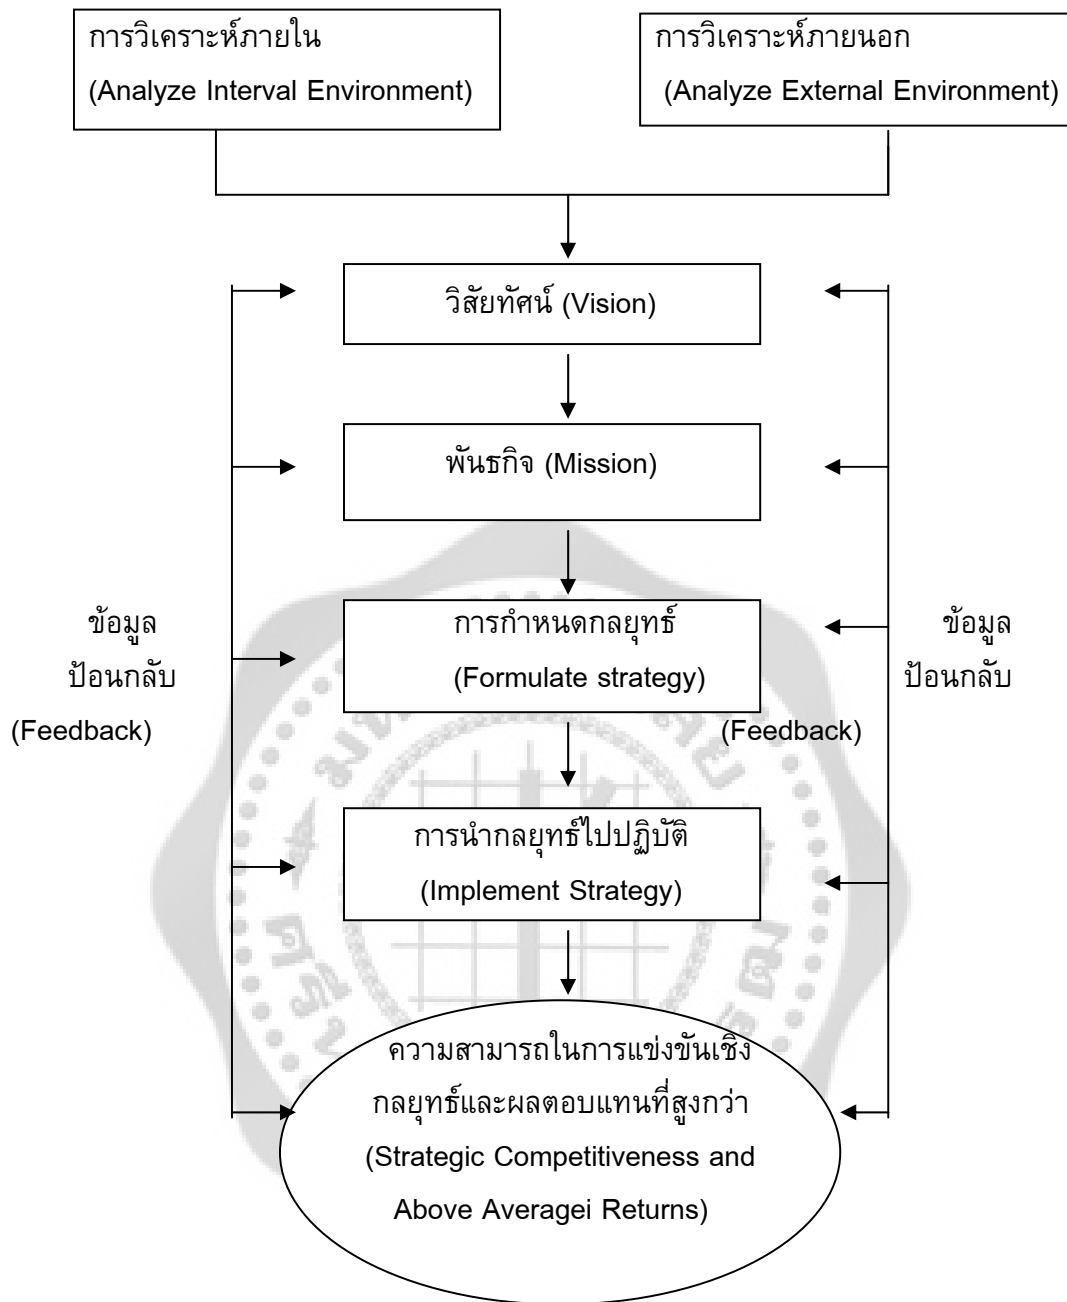 การวิเคราะห์ภายใน
(Analyze Interval Environment)
การวิเคราะห์ภายนอก
(Analyze External Environment)
วิสัยทัศน์ (Vision)
พันธกิจ (Mission)
ข้อมูล
ป้อนกลับ
(Feedback)
การกำหนดกลยุทธ์
(Formulate strategy)
ข้อมูล
ป้อนกลับ
(Feedback)
การนำกลยุทธ์ไปปฏิบัติ
(Implement Strategy)
ความสามารถในการแข่งขันเชิง
กลยุทธ์และผลตอบแทนที่สูงกว่า
(Strategic Competitiveness and
Above Averagei Returns)